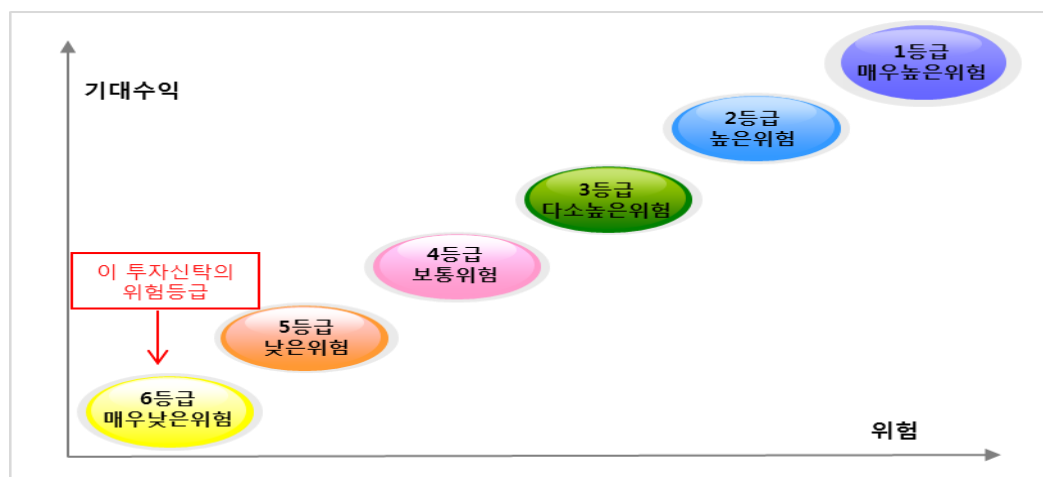 1등급
매우높은위험
기대수익
2등급
높은위험
3등급
다소높은위험
4등급
보통위험
이 투자신탁의
위험등급
5등급
낮은위험
6등급
매우낮은위험
위험